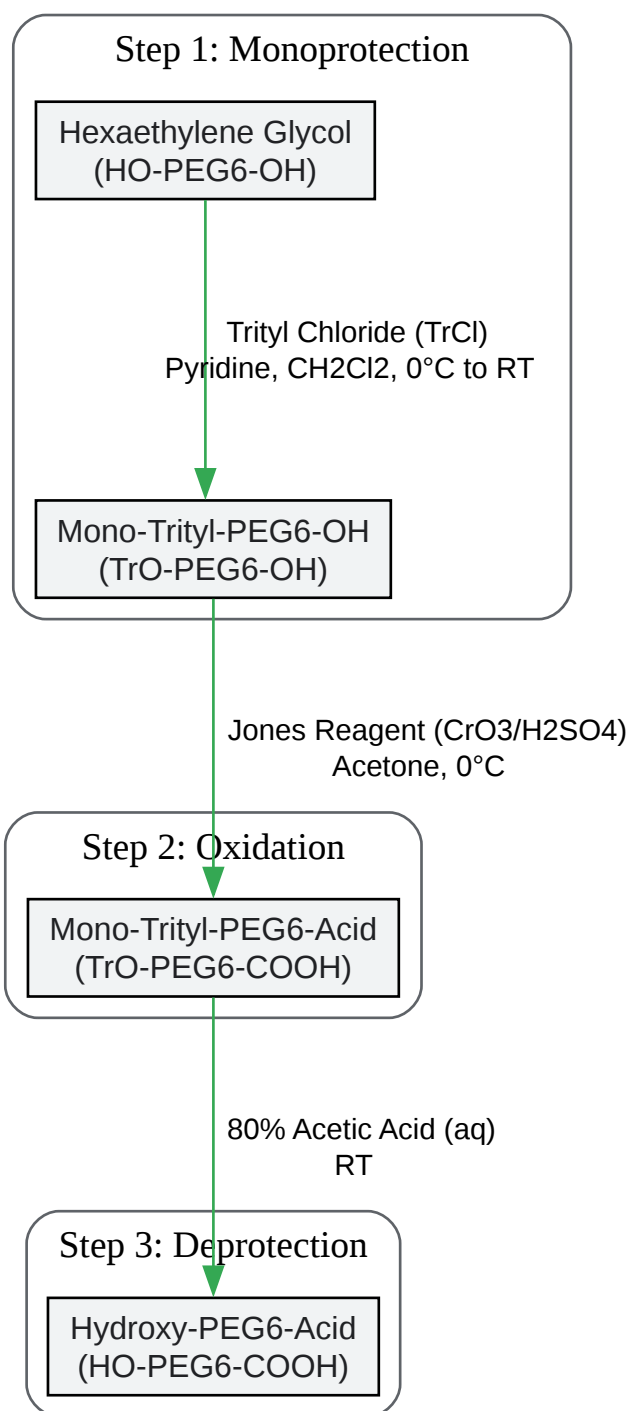 Step 1: Monoprotection
Hexaethylene Glycol
(HO-PEG6-OH)
Trityl Chloride (TrCl)
Pyridine, CH2Cl2, 0°C to RT
Mono-Trityl-PEG6-OH
(TrO-PEG6-OH)
Jones Reagent (CrO3/H2SO4)
Acetone, 0°C
Step 2: Oxidation
Mono-Trityl-PEG6-Acid
(TrO-PEG6-COOH)
80% Acetic Acid (aq)
RT
Step 3: Deprotection
Hydroxy-PEG6-Acid
(HO-PEG6-COOH)